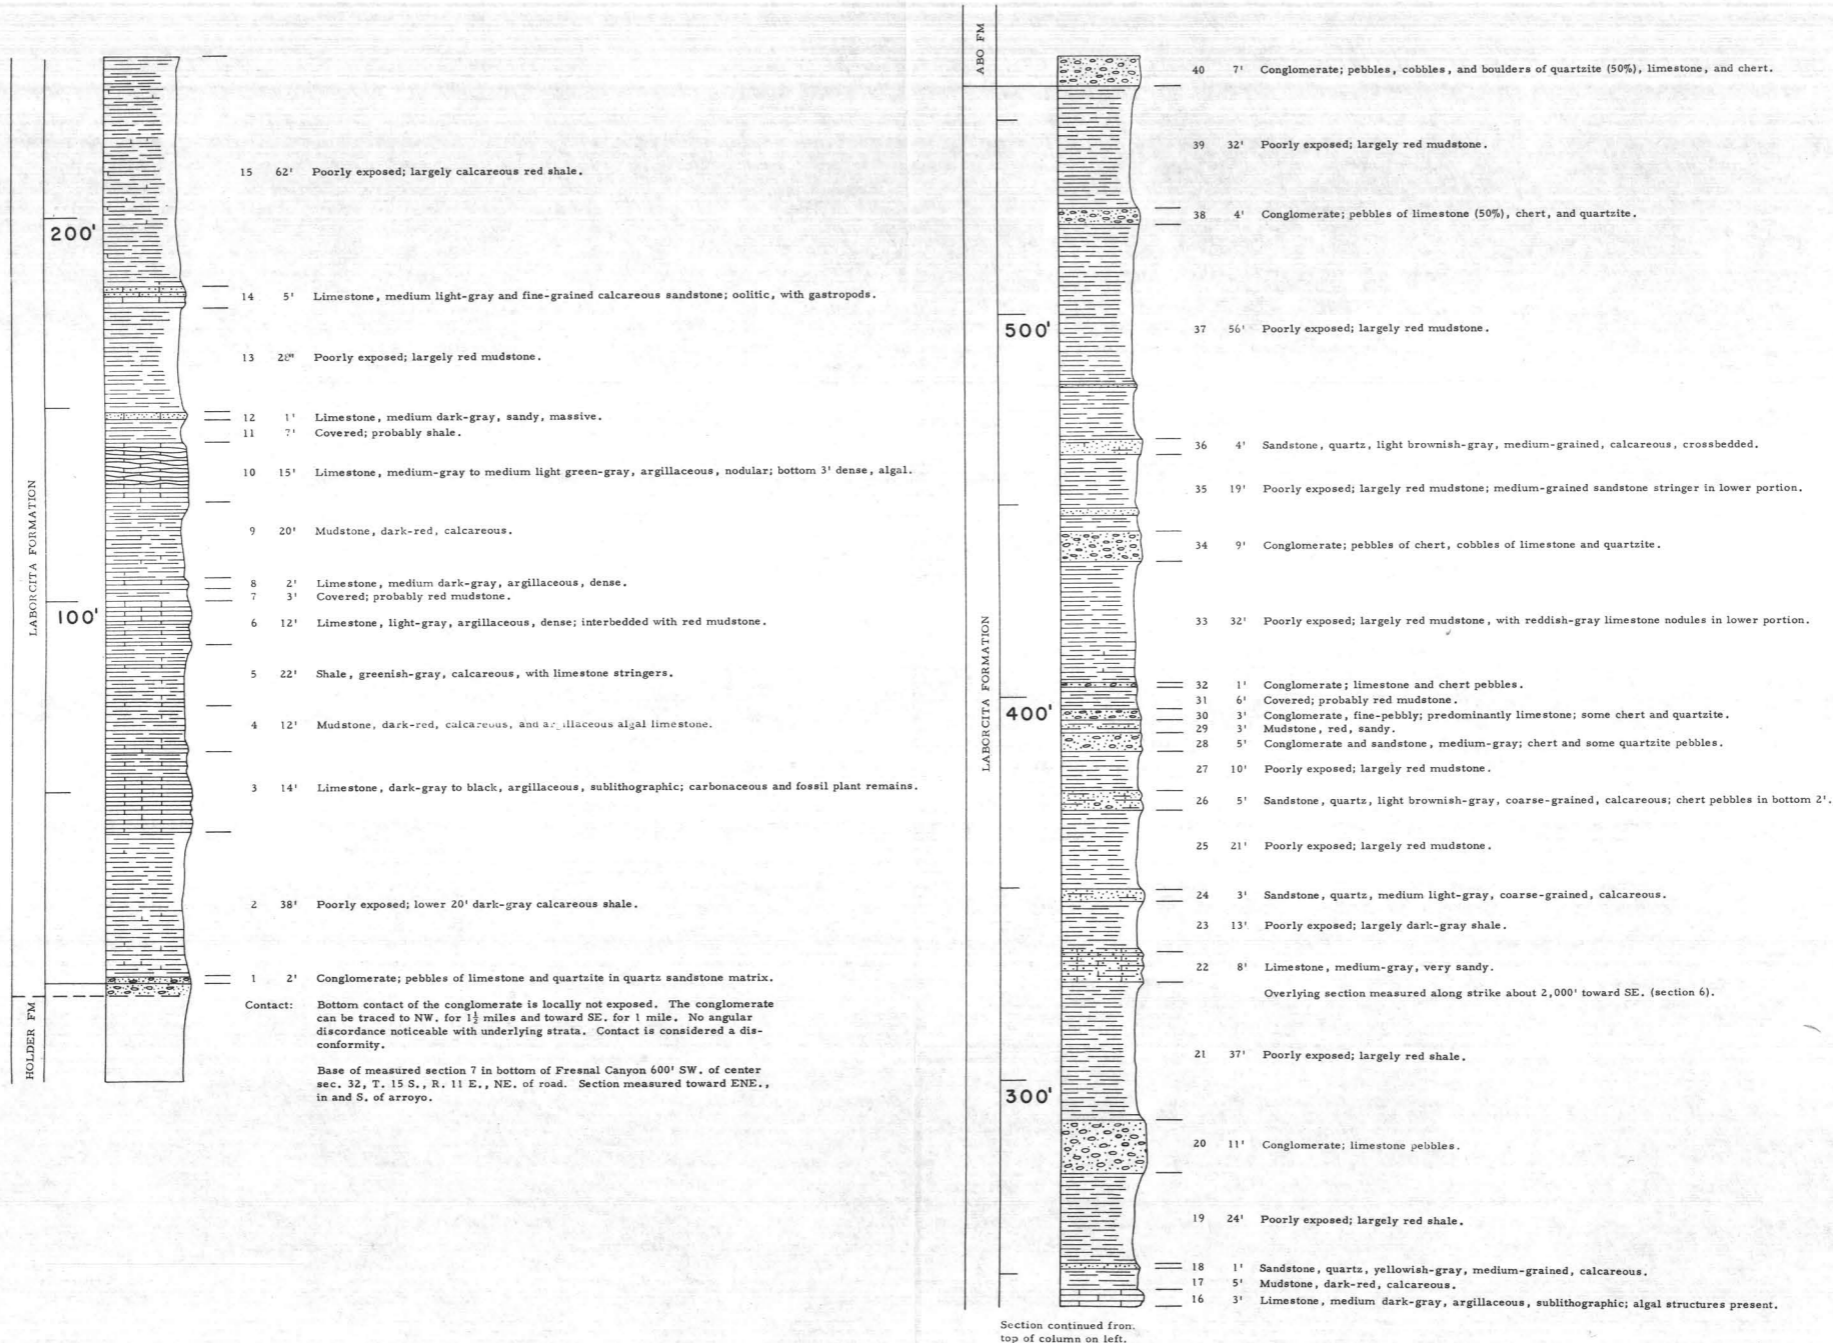 LABORCITA FORMATION
HOLDER FM
200'
100'
15 62' Poorly exposed; largely calcareous red shale.
14 5' Limestone, medium light-gray and fine-grained calcareous sandstone; oolitic, with gastropods.
13 Poorly exposed; largely red mudstone.
12 1' Limestone, medium dark-gray, sandy, massive.
11 7' Covered; probably shale.
10 15' Limestone, medium-gray to medium light green-gray, argillaceous, nodular; bottom 3' dense, algal.
9 20' Mudstone, dark-red, calcareous.
8 2' Limestone, medium dark-gray, argillaceous, dense.
7 3' Covered; probably red mudstone.
6 12' Limestone, light-gray, argillaceous, dense; interbedded with red mudstone.
5 22' Shale, greenish-gray, calcareous, with limestone stringers.
4 12' Mudstone, dark-red, calcareous, and argillaceous algal limestone.
3 14' Limestone, dark-gray to black, argillaceous, sublithographic; carbonaceous and fossil plant remains.
2 38' Poorly exposed; lower 20' dark-gray calcareous shale.
1 2' Conglomerate; pebbles of limestone and quartzite in quartz sandstone matrix.
Contact: Bottom contact of the conglomerate is locally not exposed. The conglomerate
can be traced to NW. for 1½ miles and toward SE. for 1 mile. No angular
discordance noticeable with underlying strata. Contact is considered a dis-
conformity.
Base of measured section 7 in bottom of Fresnal Canyon 600' SW. of center
sec. 32, T. 15 S., R. 11 E., NE. of road. Section measured toward ENE.,
in and S. of arroyo.
ABO FM
LABORCITA FORMATION
500'
400'
300'
40 7' Conglomerate; pebbles, cobbles, and boulders of quartzite (50%), limestone, and chert.
39 32' Poorly exposed; largely red mudstone.
38 4' Conglomerate; pebbles of limestone (50%), chert, and quartzite.
37 56' Poorly exposed; largely red mudstone.
36 4' Sandstone, quartz, light brownish-gray, medium-grained, calcareous, crossbedded.
35 19' Poorly exposed; largely red mudstone; medium-grained sandstone stringer in lower portion.
34 9' Conglomerate; pebbles of chert, cobbles of limestone and quartzite.
33 32' Poorly exposed; largely red mudstone, with reddish-gray limestone nodules in lower portion.
32 1' Conglomerate; limestone and chert pebbles.
31 6' Covered; probably red mudstone.
30 3' Conglomerate, fine-pebbly; predominantly limestone; some chert and quartzite.
29 3' Mudstone, red, sandy.
28 5' Conglomerate and sandstone, medium-gray; chert and some quartzite pebbles.
27 10' Poorly exposed; largely red mudstone.
26 5' Sandstone, quartz, light brownish-gray, coarse-grained, calcareous; chert pebbles in bottom 2'.
25 21' Poorly exposed; largely red mudstone.
24 3' Sandstone, quartz, medium light-gray, coarse-grained, calcareous.
23 13' Poorly exposed; largely dark-gray shale.
22 8' Limestone, medium-gray, very sandy.
Overlying section measured along strike about 2,000' toward SE. (section 6).
21 37' Poorly exposed; largely red shale.
20 11' Conglomerate; limestone pebbles.
19 24' Poorly exposed; largely red shale.
18 1' Sandstone, quartz, yellowish-gray, medium-grained, calcareous.
17 5' Mudstone, dark-red, calcareous.
16 3' Limestone, medium dark-gray, argillaceous, sublithographic; algal structures present.
Section continued from
top of column on left.